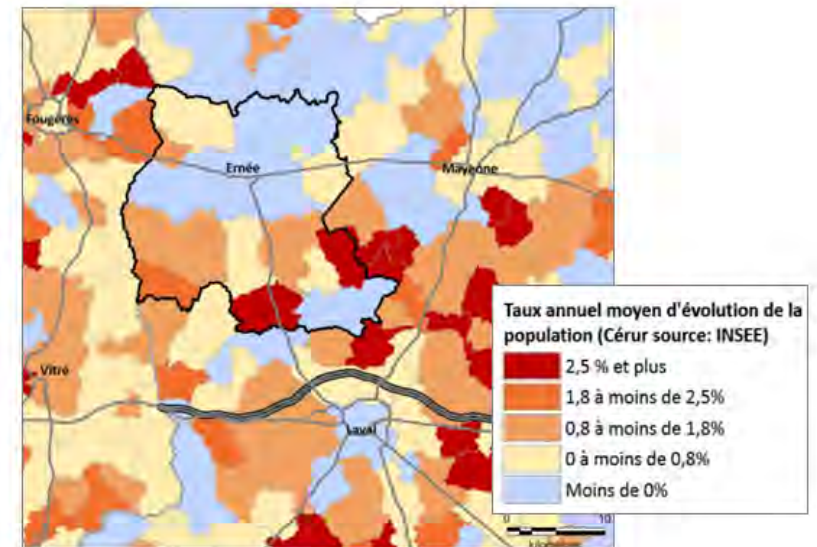 Fougères
Ernée
Mayenne
Vitré
Laval
Taux annuel moyen d'évolution de la
population (Cérur source: INSEE)
2,5 % et plus
1,8 à moins de 2,5%
0,8 à moins de 1,8%
0 à moins de 0,8%
Moins de 0%
0 10